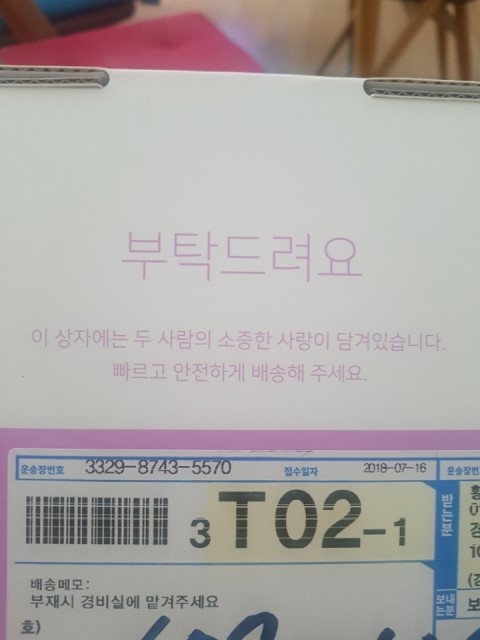 부탁드려요
이 상자에는 두 사람의 소중한 사랑이 담겨있습니다.
빠르고 안전하게 배송해 주세요.
운송장번호 3329-8743-5570 접수일자 2018-07-16 운송장번
3 T02-1
받는분
배송메모:
부재시 경비실에 맡겨주세요
호)
보내는분